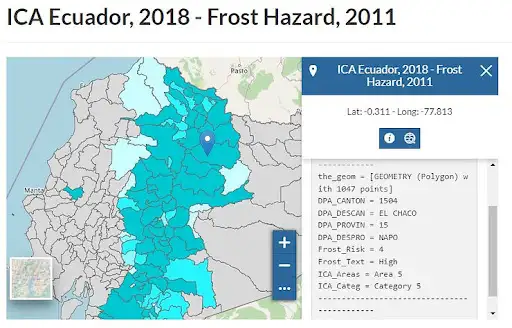 ICA Ecuador, 2018 - Frost Hazard, 2011
Pasto
Manta
ICA Ecuador, 2018 - Frost
Hazard, 2011
Lat: -0.311 - Long: -77.813
------------
the_geom = [GEOMETRY (Polygon) w
ith 1047 points]
DPA_CANTON = 1504
DPA_DESCAN = EL CHACO
DPA_PROVIN = 15
DPA_DESPRO = NAPO
Frost_Risk = 4
Frost_Text = High
ICA_Areas = Area 5
ICA_Categ = Category 5
--------------------------------
------------